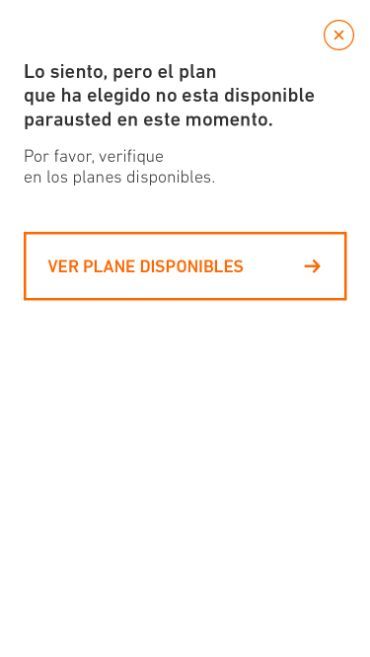 Lo siento, pero el plan
que ha elegido no esta disponible
parausted en este momento.
Por favor, verifique
en los planes disponibles.
VER PLANE DISPONIBLES